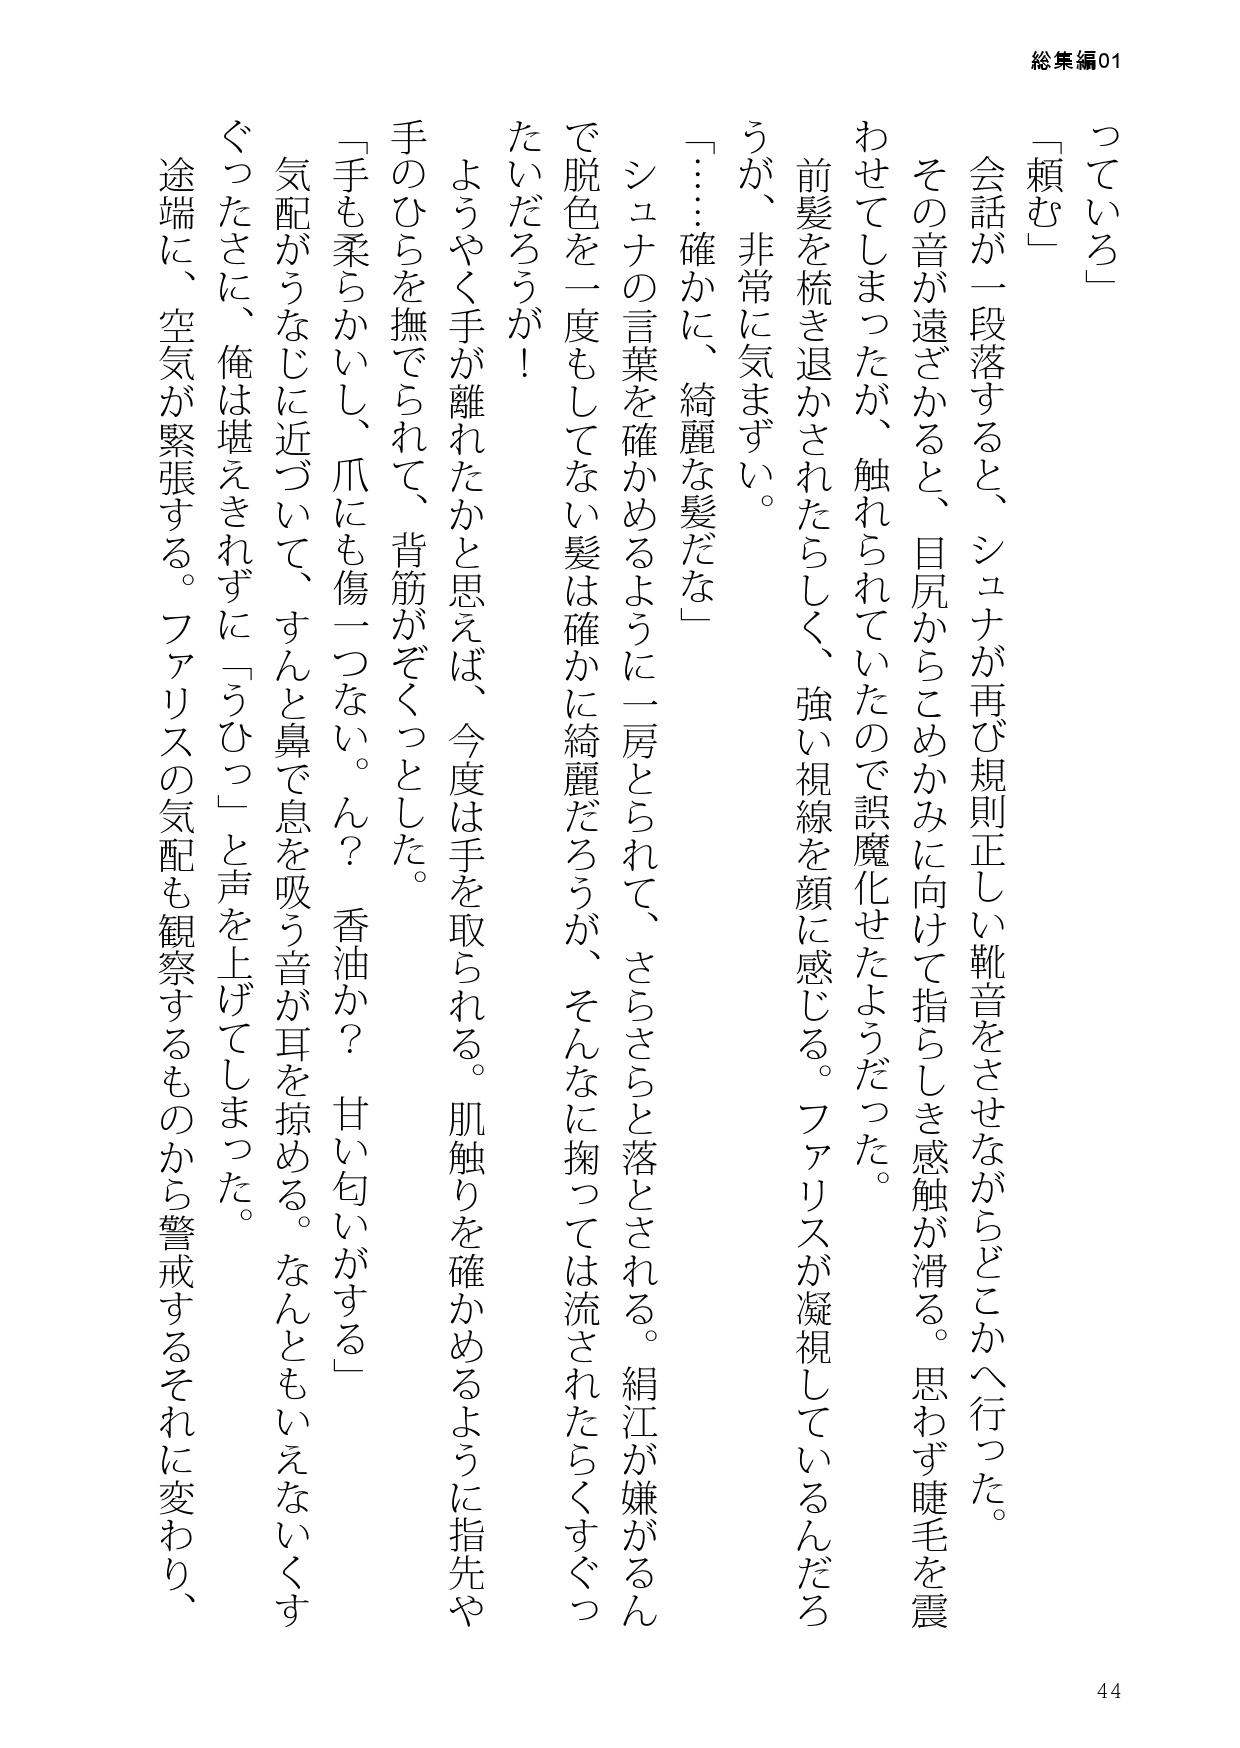 総集編01
っていろ」
「頼む」
　会話が一段落すると、シュナが再び規則正しい靴音をさせながらどこかへ行った。
　その音が遠ざかると、目尻からこめかみに向けて指らしき感触が滑る。思わず睫毛を震
わせてしまったが、触れられていたので誤魔化せたようだった。
　前髪を梳き退かされたらしく、強い視線を顔に感じる。ファリスが凝視しているんだろ
うが、非常に気まずい。
「……確かに、綺麗な髪だな」
　シュナの言葉を確かめるように一房とられて、さらさらと落とされる。絹江が嫌がるん
で脱色を一度もしてない髪は確かに綺麗だろうが、そんなに掬っては流されたらくすぐっ
たいだろうが！
　ようやく手が離れたかと思えば、今度は手を取られる。肌触りを確かめるように指先や
手のひらを撫でられて、背筋がぞくっとした。
「手も柔らかいし、爪にも傷一つない。ん？　香油か？　甘い匂いがする」
　気配がうなじに近づいて、すんと鼻で息を吸う音が耳を掠める。なんともいえないくす
ぐったさに、俺は堪えきれずに「うひっ」と声を上げてしまった。
　途端に、空気が緊張する。ファリスの気配も観察するものから警戒するそれに変わり、
44